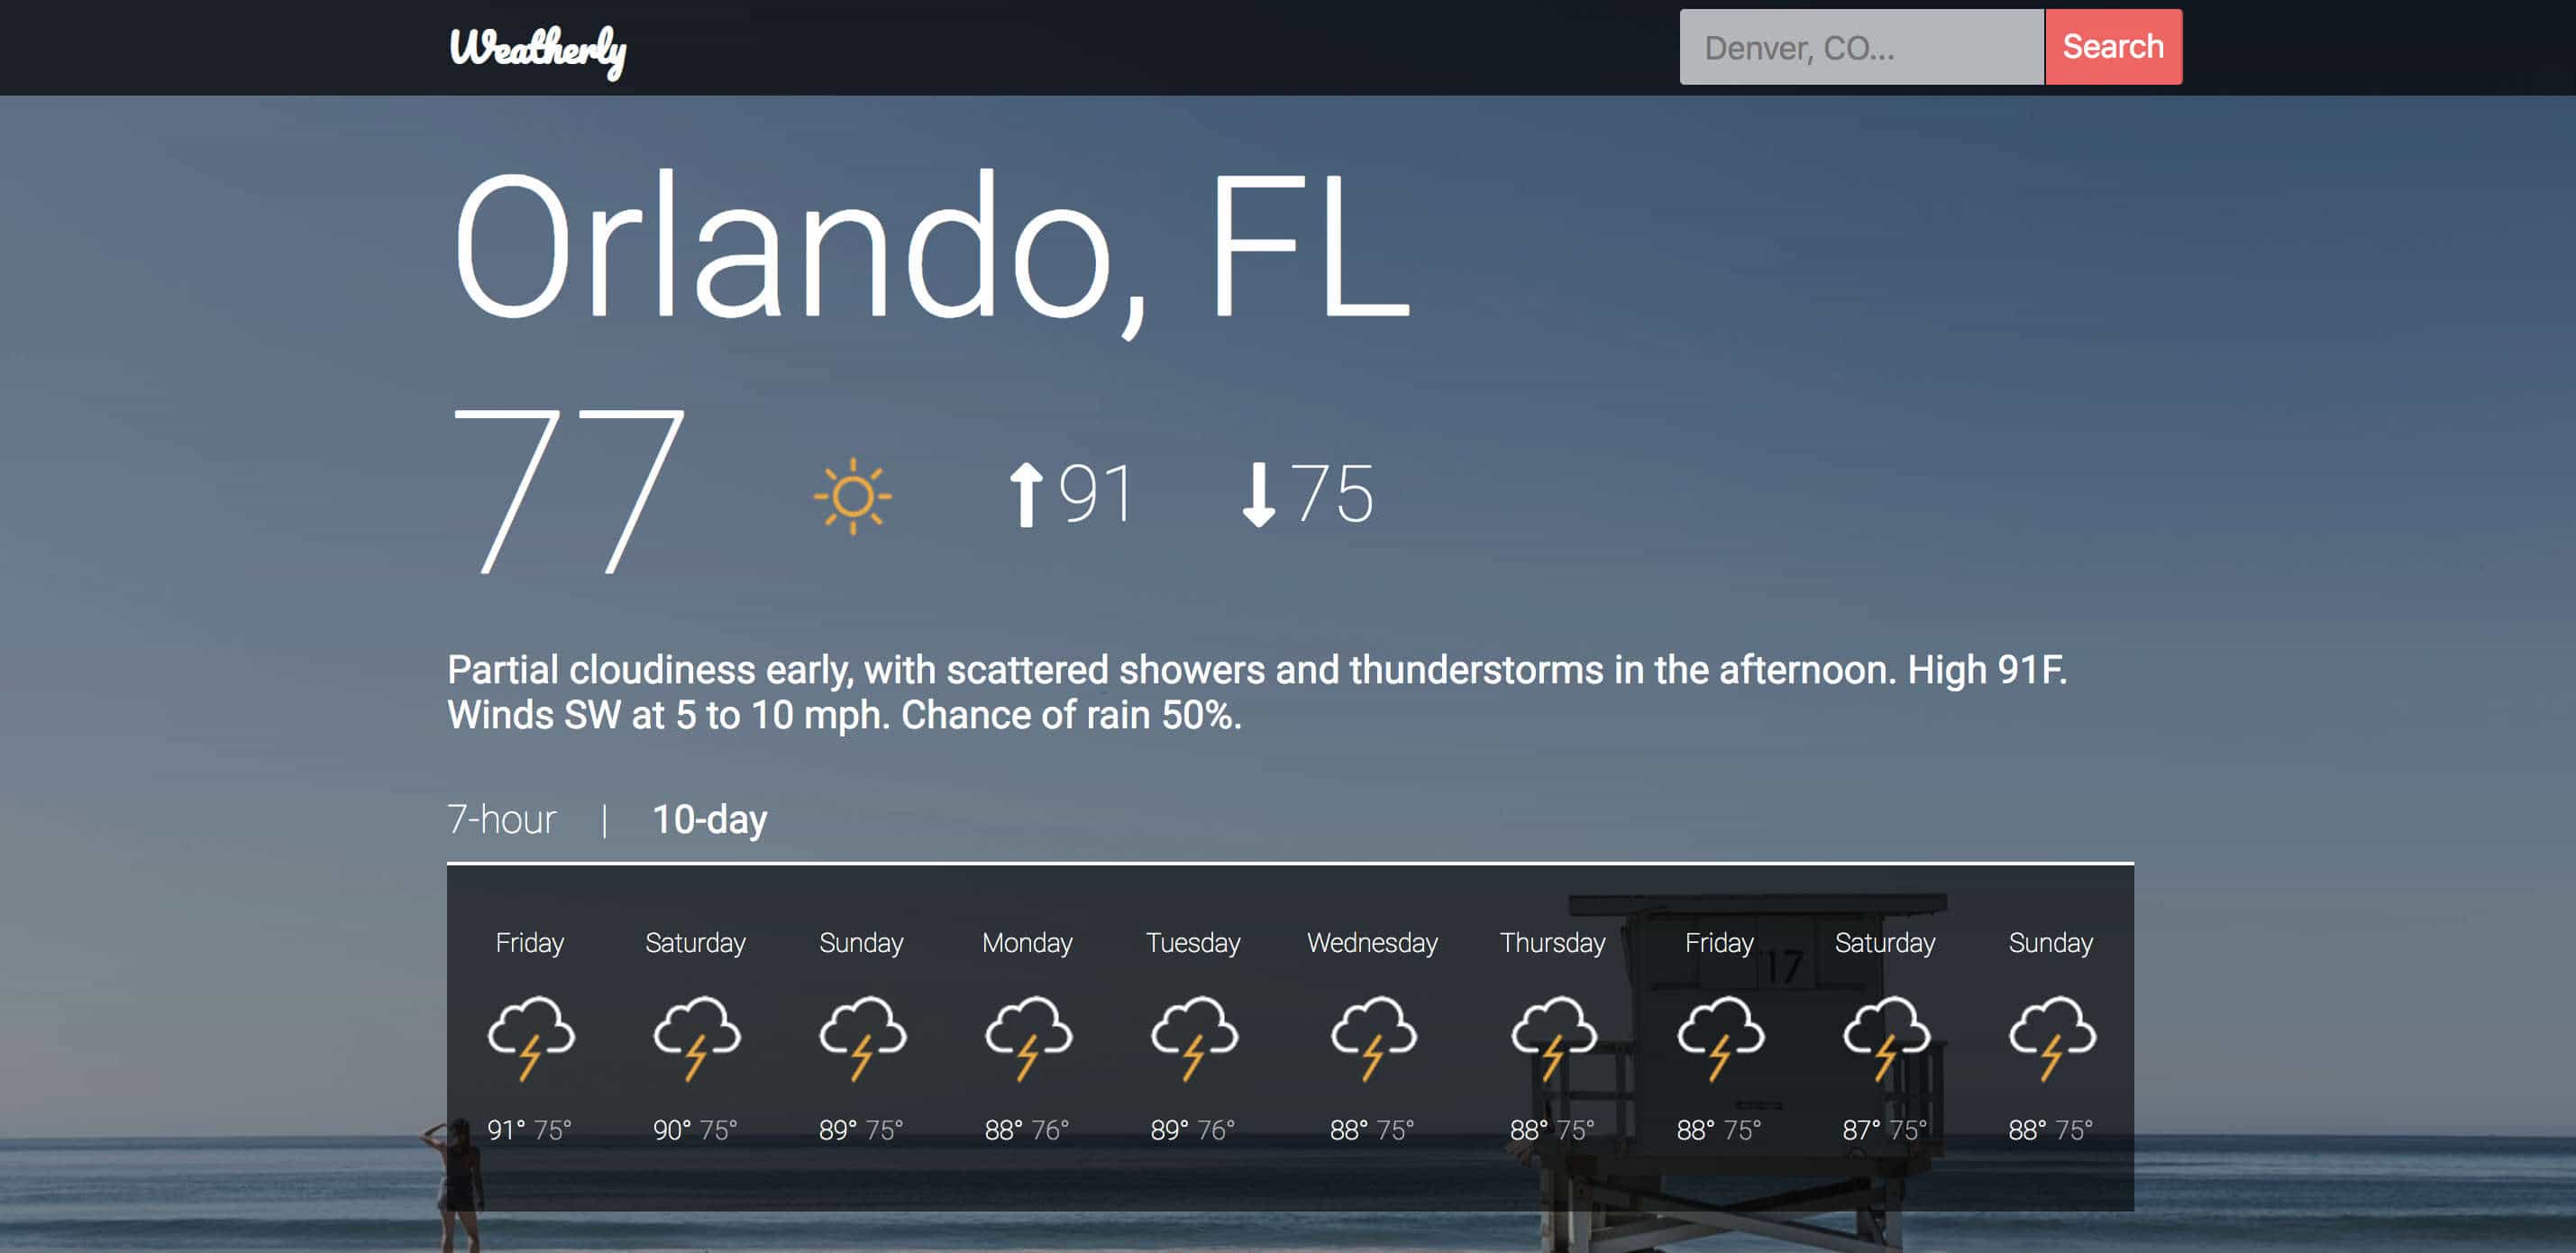 Weatherly
Denver, CO... Search
Orlando, FL
77 91 75
Partial cloudiness early, with scattered showers and thunderstorms in the afternoon. High 91F.
Winds SW at 5 to 10 mph. Chance of rain 50%.
7-hour | 10-day
Friday Saturday Sunday Monday Tuesday Wednesday Thursday Friday Saturday Sunday
17
91° 75° 90° 75° 89° 75° 88° 76° 89° 76° 88° 75° 88° 75° 88° 75° 87° 75° 88° 75°